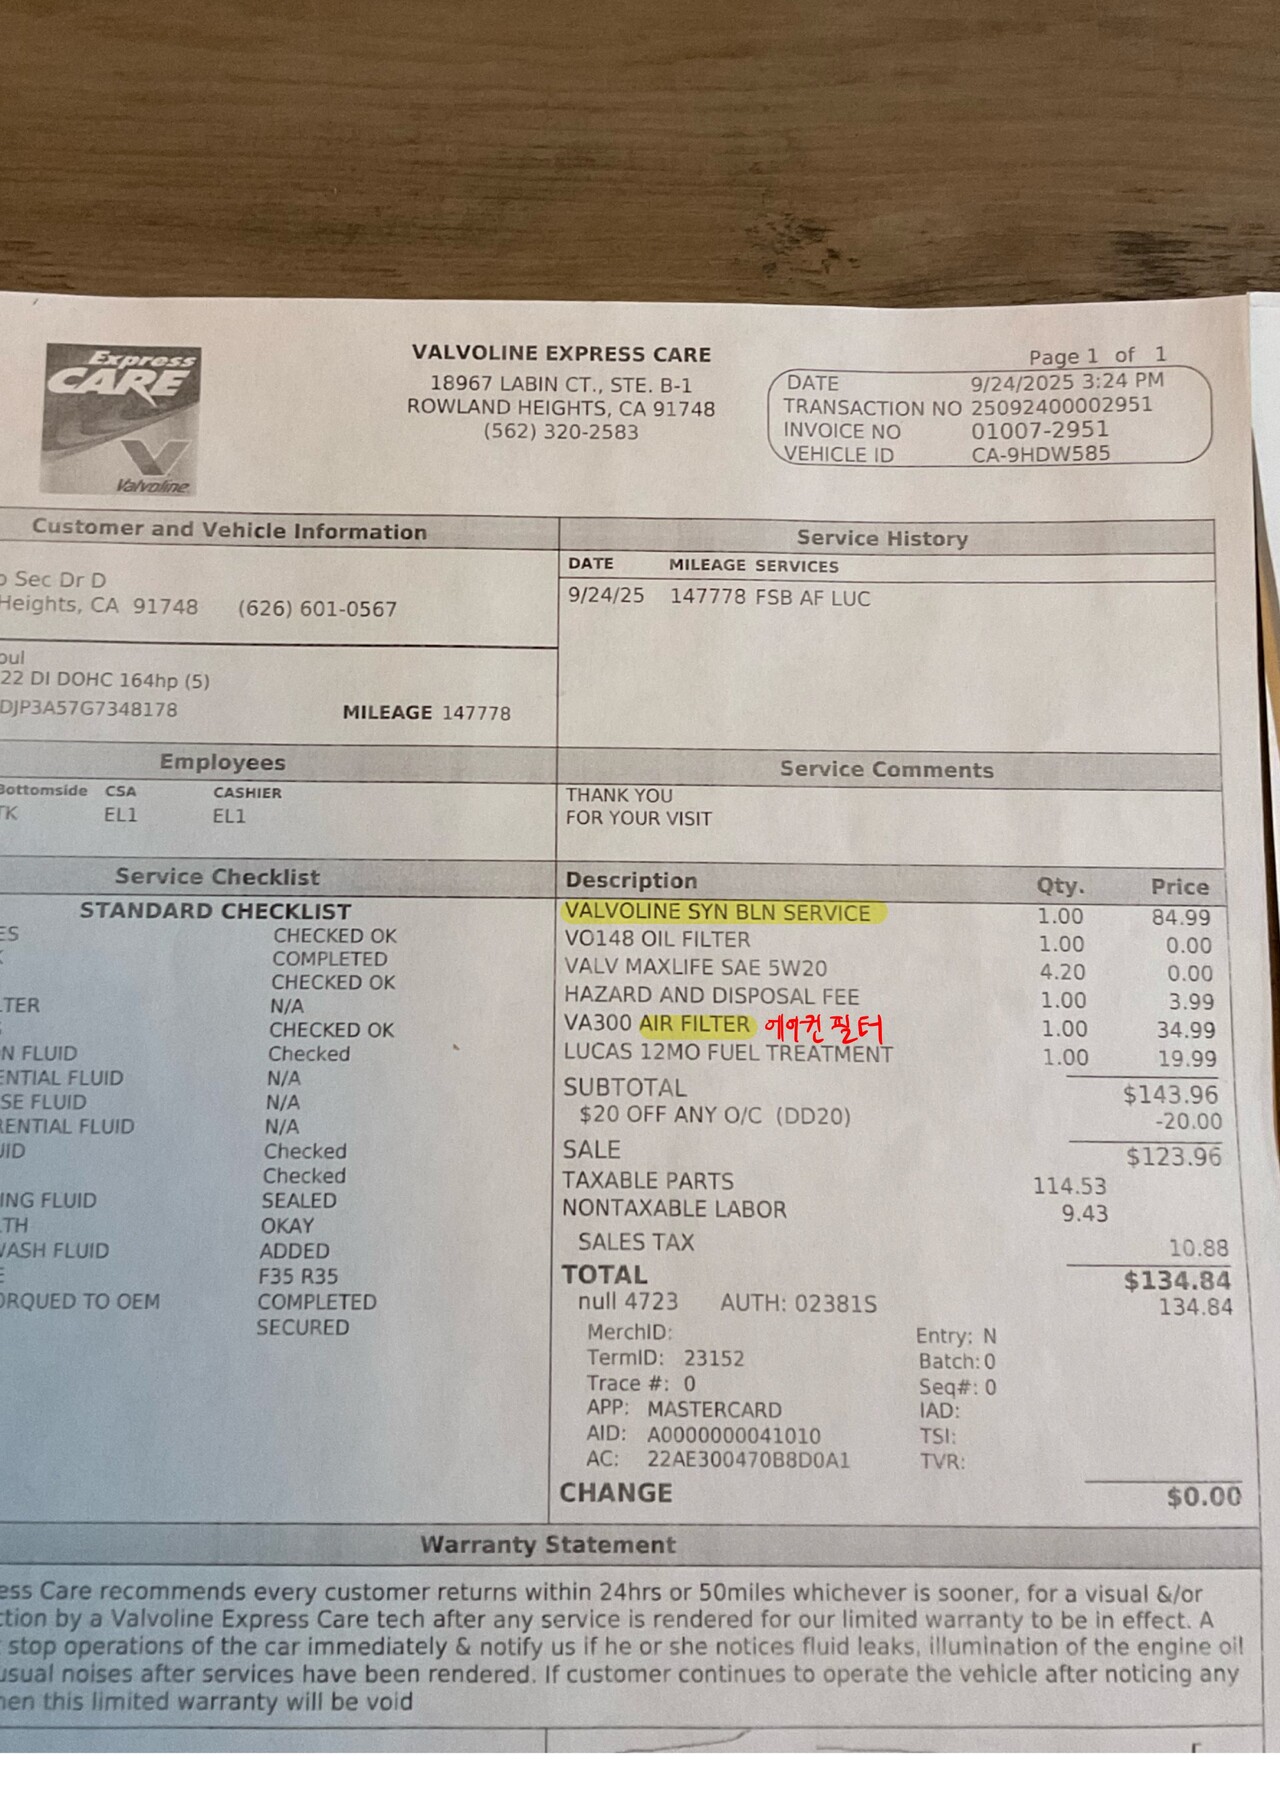 Express
CARE
Valvoline
VALVOLINE EXPRESS CARE
18967 LABIN CT., STE. B-1
ROWLAND HEIGHTS, CA 91748
(562) 320-2583
Page 1 of 1
DATE 9/24/2025 3:24 PM
TRANSACTION NO 25092400002951
INVOICE NO 01007-2951
VEHICLE ID CA-9HDW585
Customer and Vehicle Information
Sec Dr D
Heights, CA 91748 (626) 601-0567
oul
22 DI DOHC 164hp (5)
DJP3A57G7348178 MILEAGE 147778
Service History
DATE MILEAGE SERVICES
9/24/25 147778 FSB AF LUC
Employees
Bottomside CSA CASHIER
TK EL1 EL1
Service Comments
THANK YOU
FOR YOUR VISIT
Service Checklist
STANDARD CHECKLIST
ES CHECKED OK
COMPLETED
CHECKED OK
LTER N/A
CHECKED OK
N FLUID Checked
ENTIAL FLUID N/A
SE FLUID N/A
RENTIAL FLUID N/A
UID Checked
Checked
ING FLUID SEALED
LTH OKAY
WASH FLUID ADDED
E F35 R35
ORQUED TO OEM COMPLETED
SECURED
Description Qty. Price
VALVOLINE SYN BLN SERVICE 1.00 84.99
VO148 OIL FILTER 1.00 0.00
VALV MAXLIFE SAE 5W20 4.20 0.00
HAZARD AND DISPOSAL FEE 1.00 3.99
VA300 AIR FILTER 에어컨 필터 1.00 34.99
LUCAS 12MO FUEL TREATMENT 1.00 19.99
SUBTOTAL $143.96
$20 OFF ANY O/C (DD20) -20.00
SALE $123.96
TAXABLE PARTS 114.53
NONTAXABLE LABOR 9.43
SALES TAX 10.88
TOTAL $134.84
null 4723 AUTH: 02381S 134.84
MerchID: Entry: N
TermID: 23152 Batch: 0
Trace #: 0 Seq#: 0
APP: MASTERCARD IAD:
AID: A0000000041010 TSI:
AC: 22AE300470B8D0A1 TVR:
CHANGE $0.00
Warranty Statement
ess Care recommends every customer returns within 24hrs or 50miles whichever is sooner, for a visual &/or
ction by a Valvoline Express Care tech after any service is rendered for our limited warranty to be in effect. A
stop operations of the car immediately & notify us if he or she notices fluid leaks, illumination of the engine oil
usual noises after services have been rendered. If customer continues to operate the vehicle after noticing any
hen this limited warranty will be void